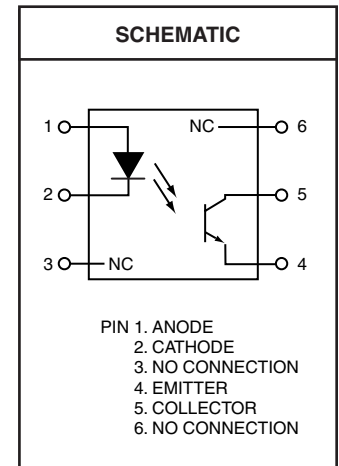 SCHEMATIC
1 NC 6
2 5
3 NC 4
PIN 1. ANODE
2. CATHODE
3. NO CONNECTION
4. EMITTER
5. COLLECTOR
6. NO CONNECTION